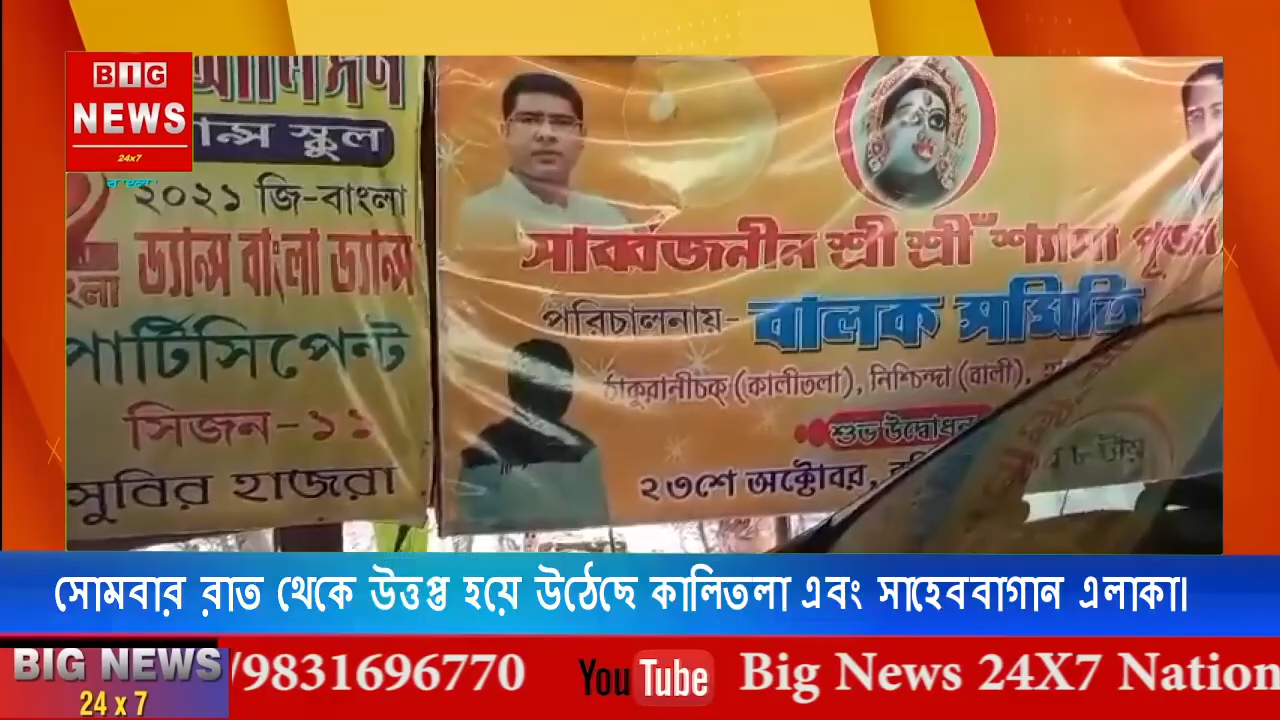 BIG
NEWS
24x7
ন্স স্কুল
২০২১ জি-বাংলা
ড্যান্স বাংলা ড্যান্স
পার্টিসিপেন্ট
সিজন-১১
সুবির হাজরা
সার্ব্বজনীন শ্রী শ্রী শ্যামা পূজা
পরিচালনায়- বালক সমিতি
ঠাকুরানীচক্ (কালীতলা), নিশ্চিন্দা (বালী),
শুভ উদ্বোধন
২৩শে অক্টোবর,
সোমবার রাত থেকে উত্তপ্ত হয়ে উঠেছে কালিতলা এবং সাহেববাগান এলাকা।
BIG NEWS
24 x 7
/9831696770 YouTube Big News 24X7 Nation